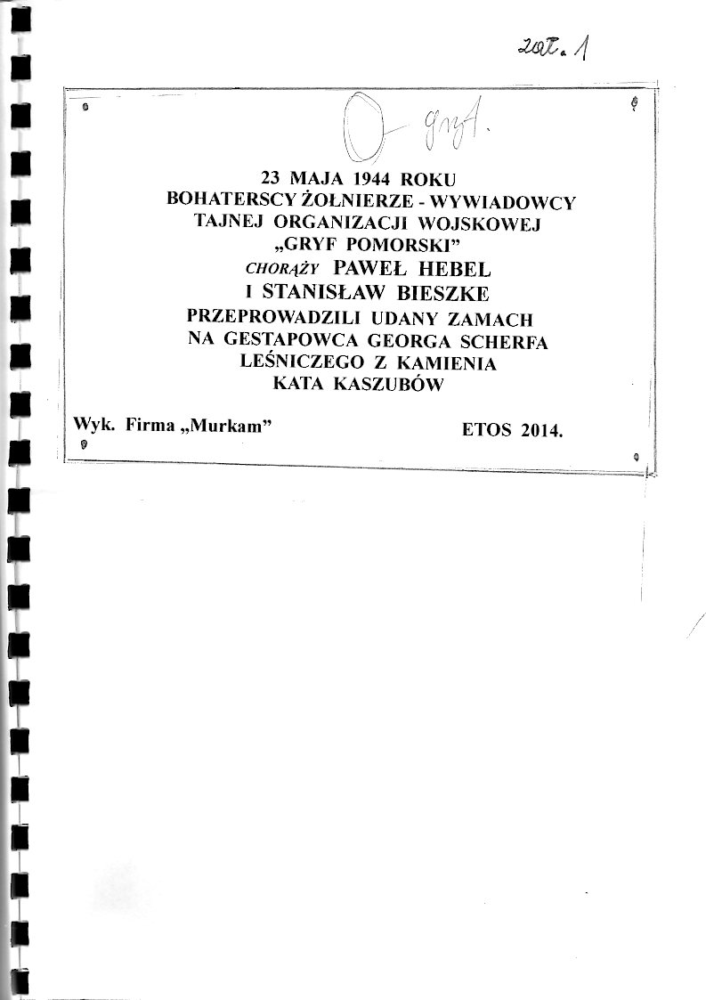 zał. 1
gryf.
23 MAJA 1944 ROKU
BOHATERSCY ŻOŁNIERZE - WYWIADOWCY
TAJNEJ ORGANIZACJI WOJSKOWEJ
„GRYF POMORSKI”
CHORĄŻY PAWEŁ HEBEL
I STANISŁAW BIESZKE
PRZEPROWADZILI UDANY ZAMACH
NA GESTAPOWCA GEORGA SCHERFA
LEŚNICZEGO Z KAMIENIA
KATA KASZUBÓW
Wyk. Firma „Murkam” ETOS 2014.